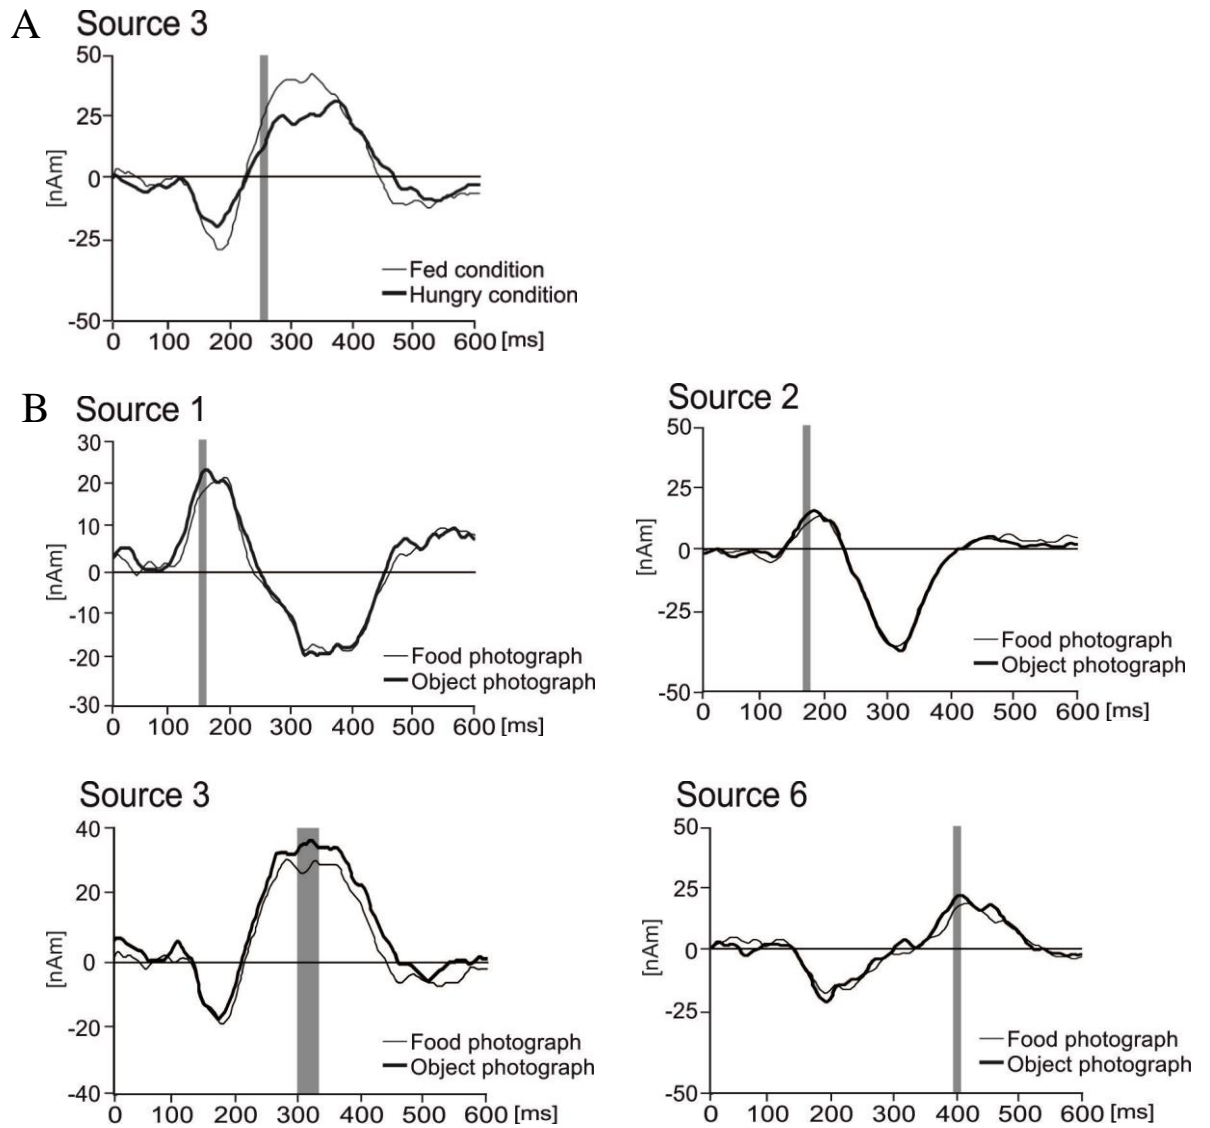 A
Source 3
50
25
0
-25
-50
[nAm]
Fed condition
Hungry condition
0 100 200 300 400 500 600 [ms]
B
Source 1
30
20
10
0
-10
-20
-30
[nAm]
Food photograph
Object photograph
0 100 200 300 400 500 600 [ms]
Source 2
50
25
0
-25
-50
[nAm]
Food photograph
Object photograph
0 100 200 300 400 500 600 [ms]
Source 3
40
20
0
-20
-40
[nAm]
Food photograph
Object photograph
0 100 200 300 400 500 600 [ms]
Source 6
50
25
0
-25
-50
[nAm]
Food photograph
Object photograph
0 100 200 300 400 500 600 [ms]